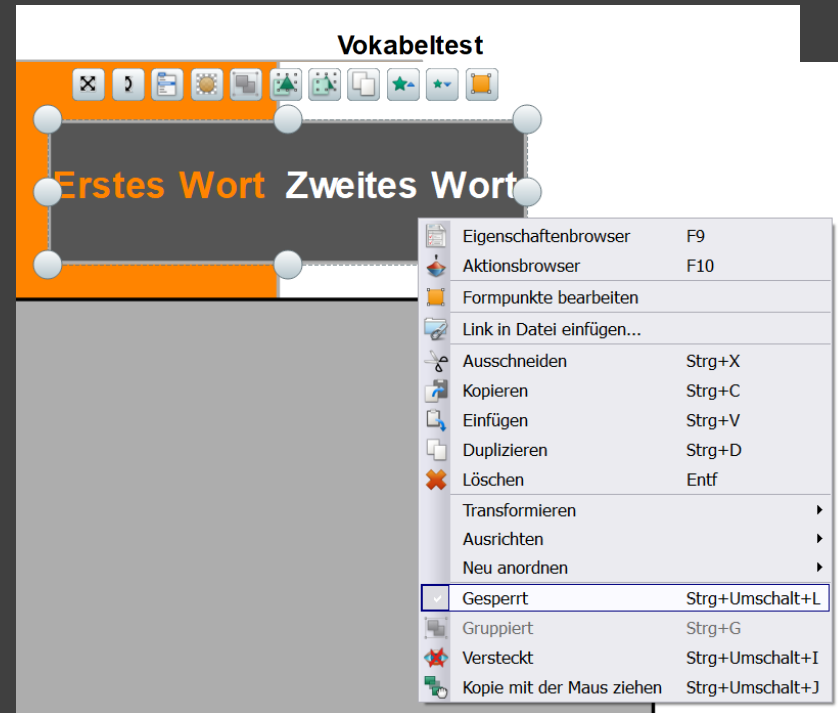 Vokabeltest
Erstes Wort Zweites Wort
Eigenschaftenbrowser F9
Aktionsbrowser F10
Formpunkte bearbeiten
Link in Datei einfügen...
Ausschneiden Strg+X
Kopieren Strg+C
Einfügen Strg+V
Duplizieren Strg+D
Löschen Entf
Transformieren
Ausrichten
Neu anordnen
Gesperrt Strg+Umschalt+L
Gruppiert Strg+G
Versteckt Strg+Umschalt+I
Kopie mit der Maus ziehen Strg+Umschalt+J